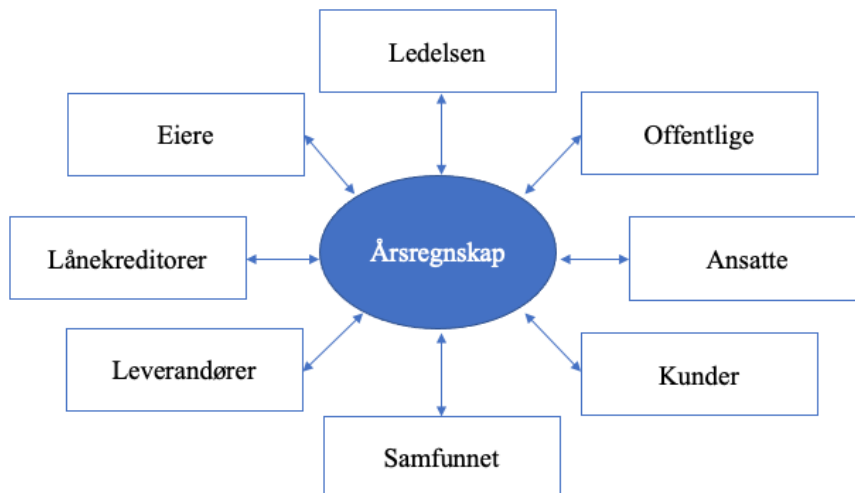 Ledelsen
Eiere
Offentlige
Årsregnskap
Lånekreditorer
Ansatte
Leverandører
Kunder
Samfunnet